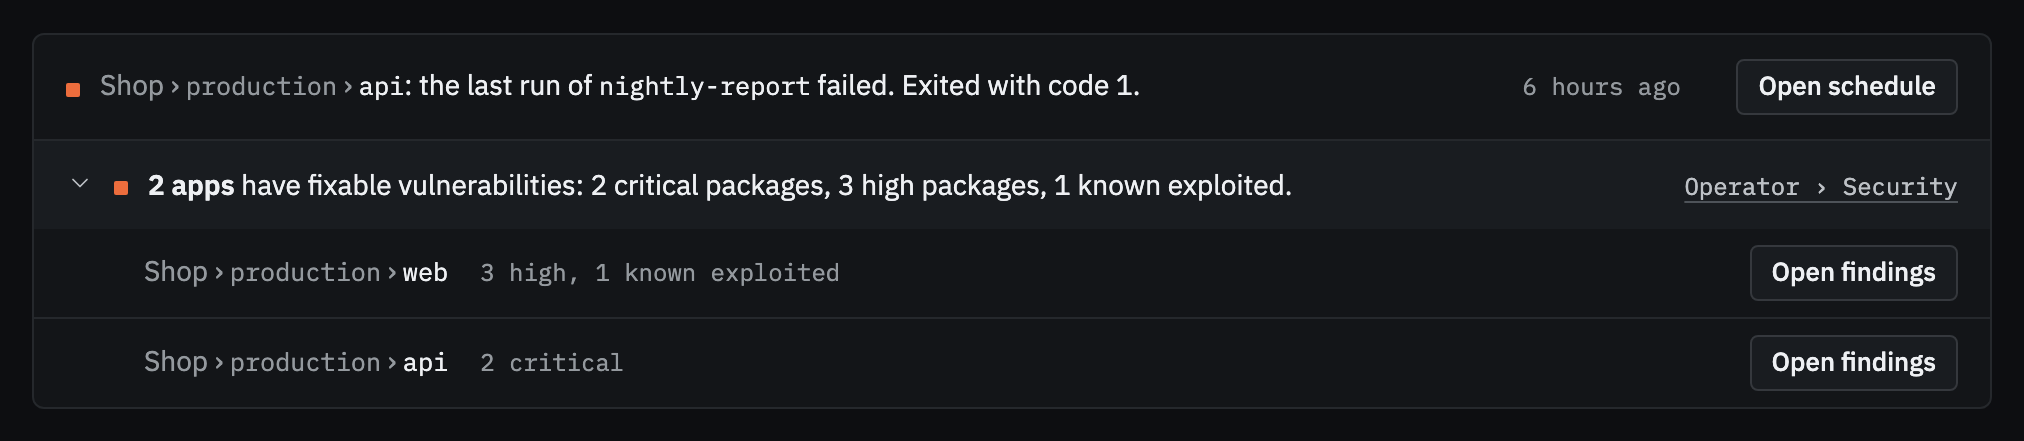 Shop › production › api: the last run of nightly-report failed. Exited with code 1. 6 hours ago Open schedule
2 apps have fixable vulnerabilities: 2 critical packages, 3 high packages, 1 known exploited. Operator › Security
Shop › production › web 3 high, 1 known exploited Open findings
Shop › production › api 2 critical Open findings